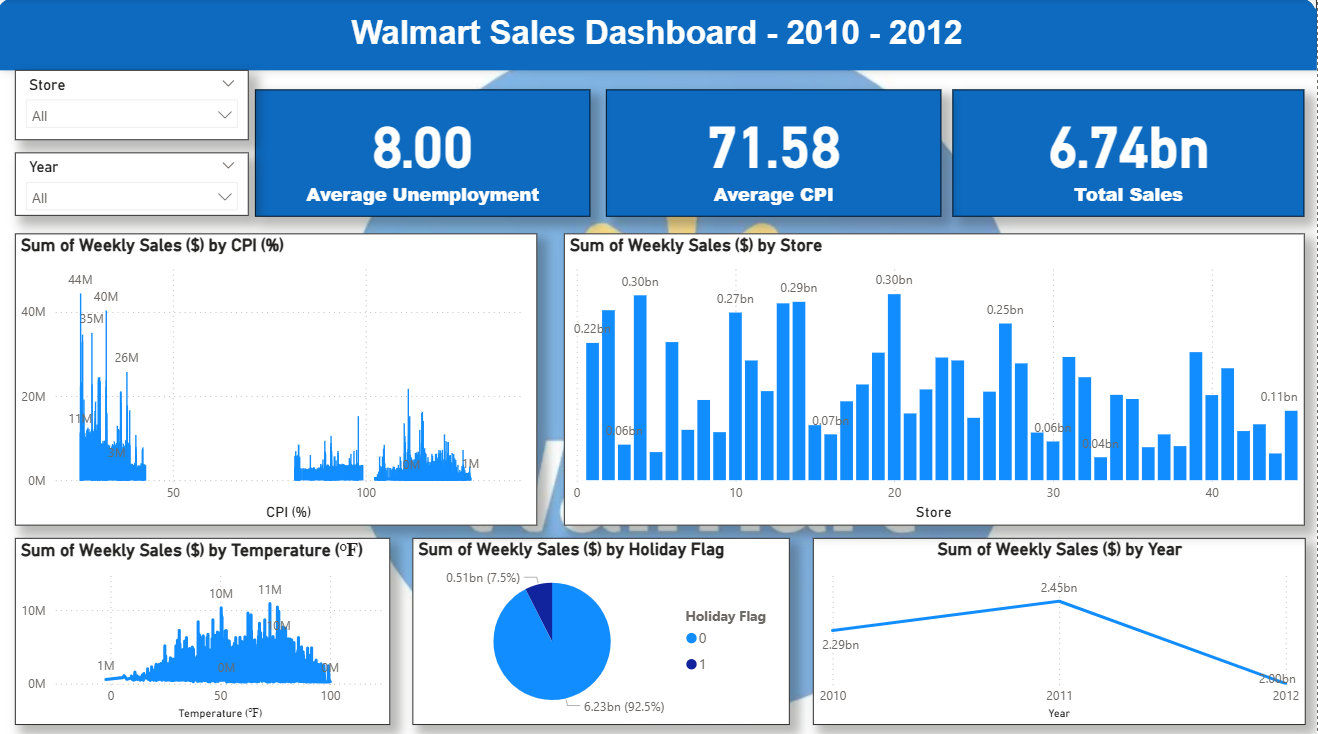 Walmart Sales Dashboard - 2010 - 2012
Store
All
Year
All
8.00
Average Unemployment
71.58
Average CPI
6.74bn
Total Sales
Sum of Weekly Sales ($) by CPI (%)
44M
40M
35M
26M
11M
3M
0M
1M
40M
20M
0M
50
100
CPI (%)
Sum of Weekly Sales ($) by Store
0.22bn
0.30bn
0.06bn
0.27bn
0.29bn
0.07bn
0.30bn
0.25bn
0.06bn
0.04bn
0.11bn
0
10
20
30
40
Store
Sum of Weekly Sales ($) by Temperature (°F)
10M
11M
10M
1M
0M
0M
10M
0M
0
50
100
Temperature (°F)
Sum of Weekly Sales ($) by Holiday Flag
0.51bn (7.5%)
6.23bn (92.5%)
Holiday Flag
0
1
Sum of Weekly Sales ($) by Year
2.29bn
2.45bn
2.00bn
2010
2011
2012
Year